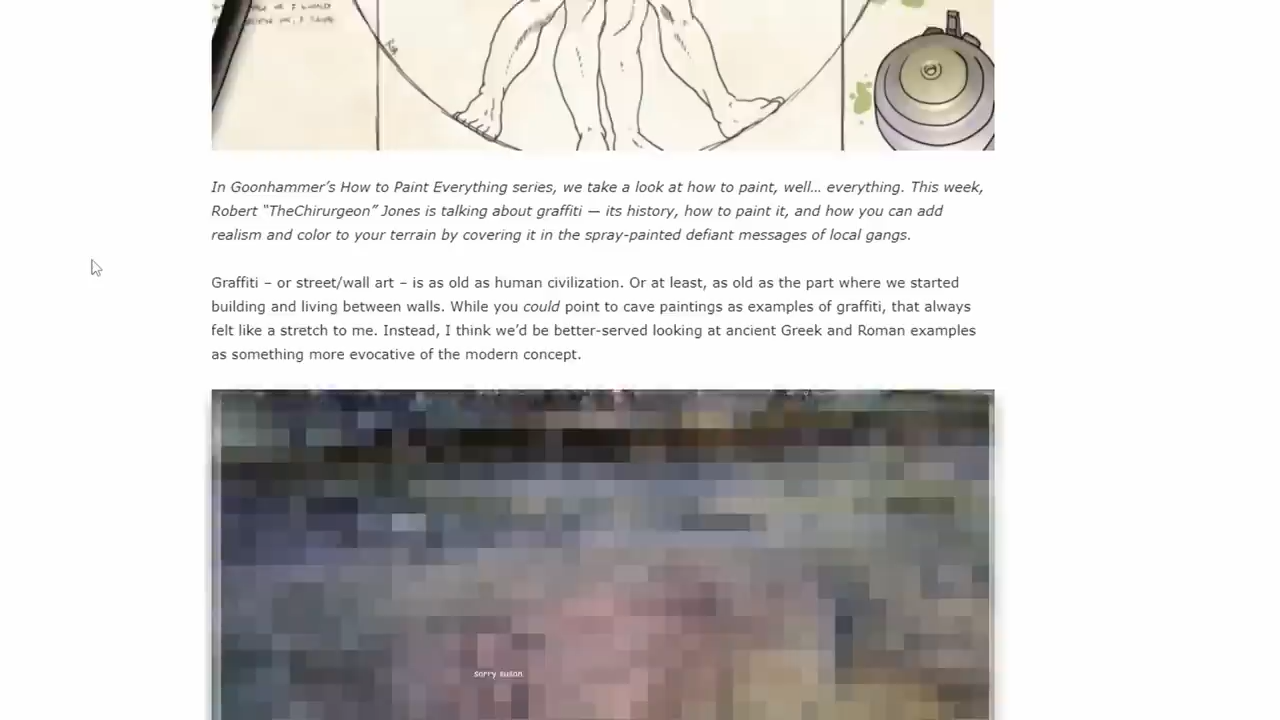 In Goonhammer's How to Paint Everything series, we take a look at how to paint, well… everything. This week,
Robert "TheChirurgeon" Jones is talking about graffiti — its history, how to paint it, and how you can add
realism and color to your terrain by covering it in the spray-painted defiant messages of local gangs.
Graffiti – or street/wall art – is as old as human civilization. Or at least, as old as the part where we started
building and living between walls. While you could point to cave paintings as examples of graffiti, that always
felt like a stretch to me. Instead, I think we'd be better-served looking at ancient Greek and Roman examples
as something more evocative of the modern concept.
sorry susan